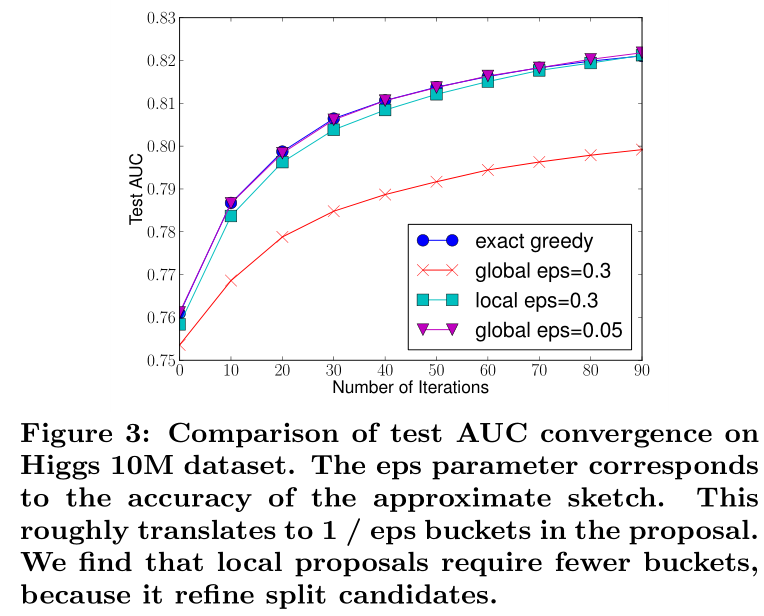 0.83
0.82
0.81
0.80
0.79
0.78
0.77
0.76
0.75
Test AUC
exact greedy
global eps=0.3
local eps=0.3
global eps=0.05
0 10 20 30 40 50 60 70 80 90
Number of Iterations
Figure 3: Comparison of test AUC convergence on
Higgs 10M dataset. The eps parameter corresponds
to the accuracy of the approximate sketch. This
roughly translates to 1 / eps buckets in the proposal.
We find that local proposals require fewer buckets,
because it refine split candidates.